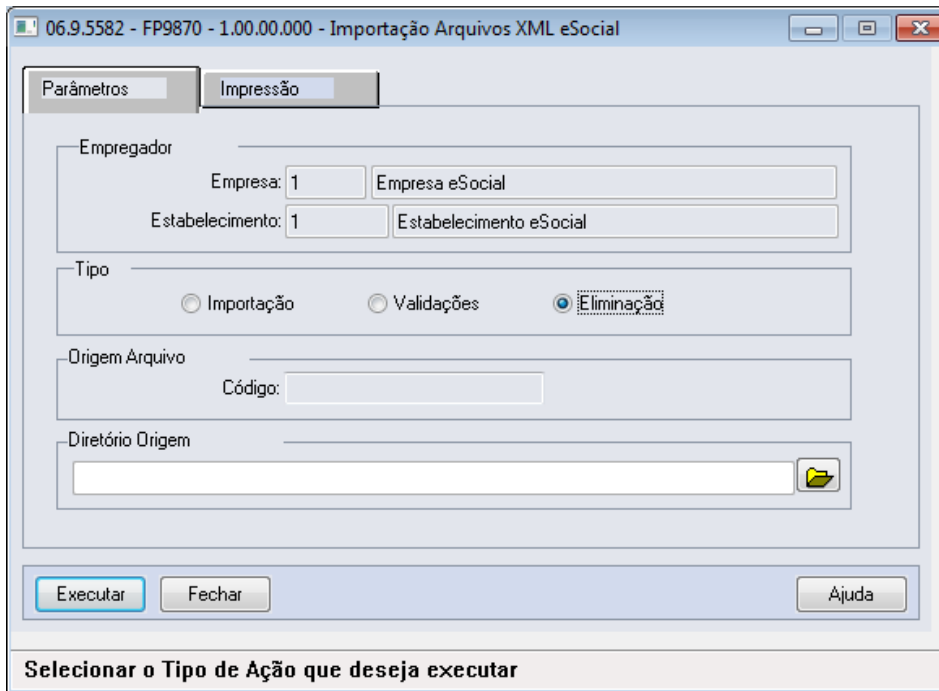 06.9.5582 - FP9870 - 1.00.00.000 - Importação Arquivos XML eSocial
Parâmetros
Impressão
Empregador
Empresa: 1 Empresa eSocial
Estabelecimento: 1 Estabelecimento eSocial
Tipo
Importação Validações Eliminação
Origem Arquivo
Código:
Diretório Origem
Executar Fechar Ajuda
Selecionar o Tipo de Ação que deseja executar